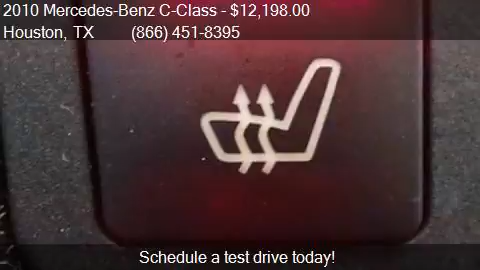 2010 Mercedes-Benz C-Class - $12,198.00
Houston, TX (866) 451-8395
Schedule a test drive today!